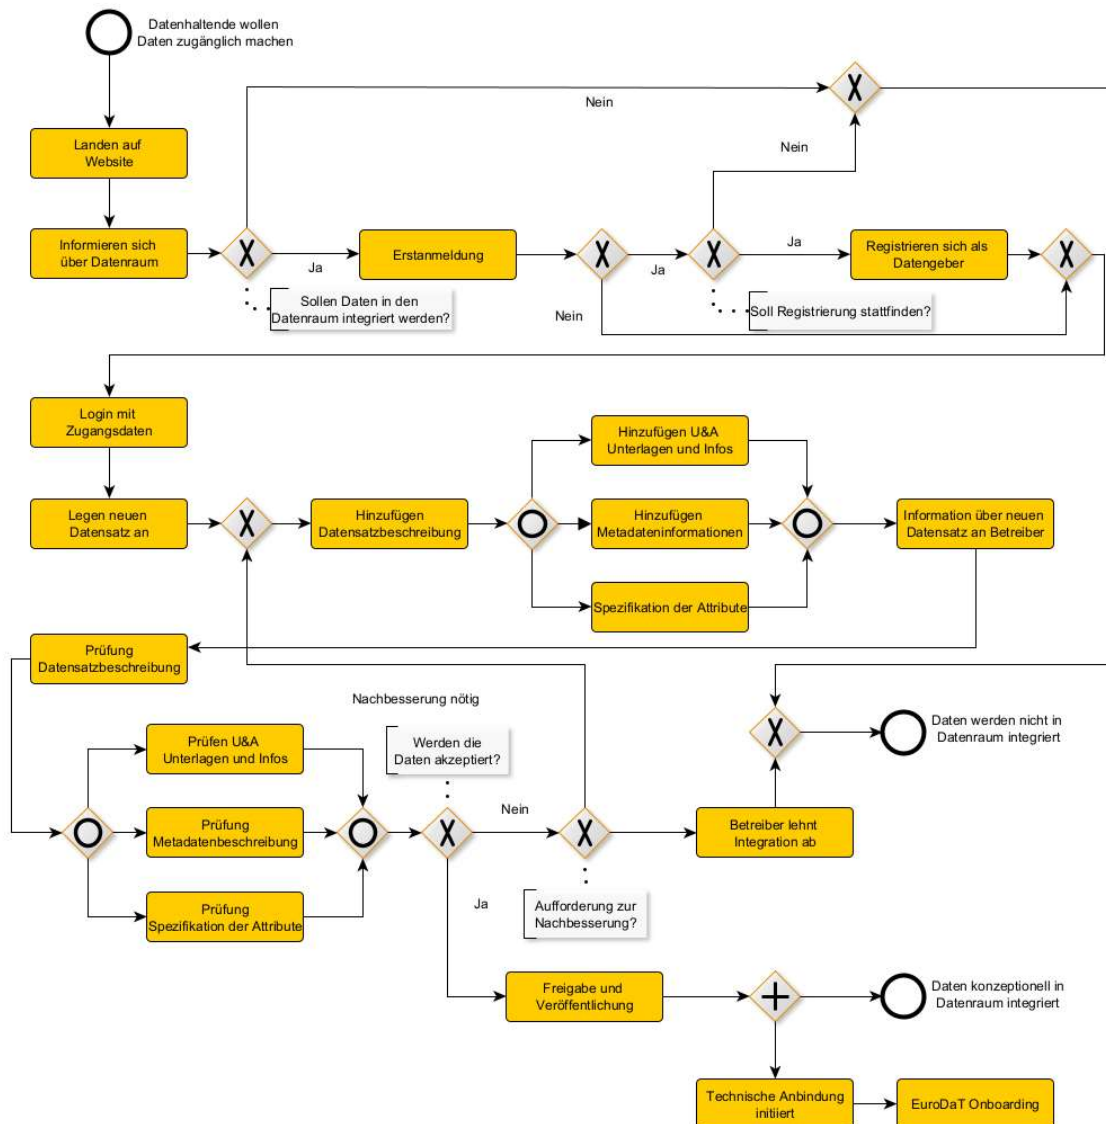 Datenhaltende wollen
Daten zugänglich machen
Nein
Landen auf
Website
Nein
Informieren sich
über Datenraum
Ja
Erstanmeldung
Ja
Ja
Registrieren sich als
Datengeber
Sollen Daten in den
Datenraum integriert werden?
Nein
Soll Registrierung stattfinden?
Login mit
Zugangsdaten
Hinzufügen U&A
Unterlagen und Infos
Legen neuen
Datensatz an
Hinzufügen
Datensatzbeschreibung
Hinzufügen
Metadateninformationen
Information über neuen
Datensatz an Betreiber
Spezifikation der Attribute
Prüfung
Datensatzbeschreibung
Nachbesserung nötig
Werden die
Daten akzeptiert?
Daten werden nicht in
Datenraum integriert
Prüfen U&A
Unterlagen und Infos
Nein
Prüfung
Metadatenbeschreibung
Betreiber lehnt
Integration ab
Ja
Aufforderung zur
Nachbesserung?
Prüfung
Spezifikation der Attribute
Freigabe und
Veröffentlichung
Daten konzeptionell in
Datenraum integriert
Technische Anbindung
initiiert
EuroDaT Onboarding